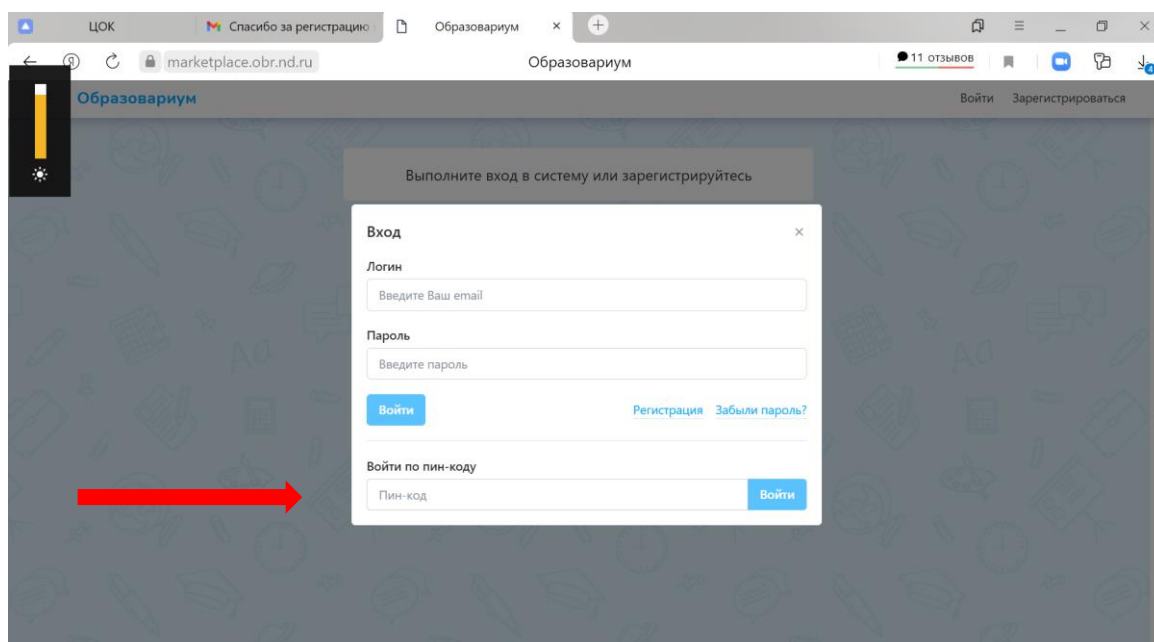 ЦОК
Спасибо за регистрацию
Образовариум
marketplace.obr.nd.ru
Образовариум
11 отзывов
4
Образовариум
Войти
Зарегистрироваться
Выполните вход в систему или зарегистрируйтесь
Вход
Логин
Введите Ваш email
Пароль
Введите пароль
Войти
Регистрация
Забыли пароль?
Войти по пин-коду
Пин-код
Войти